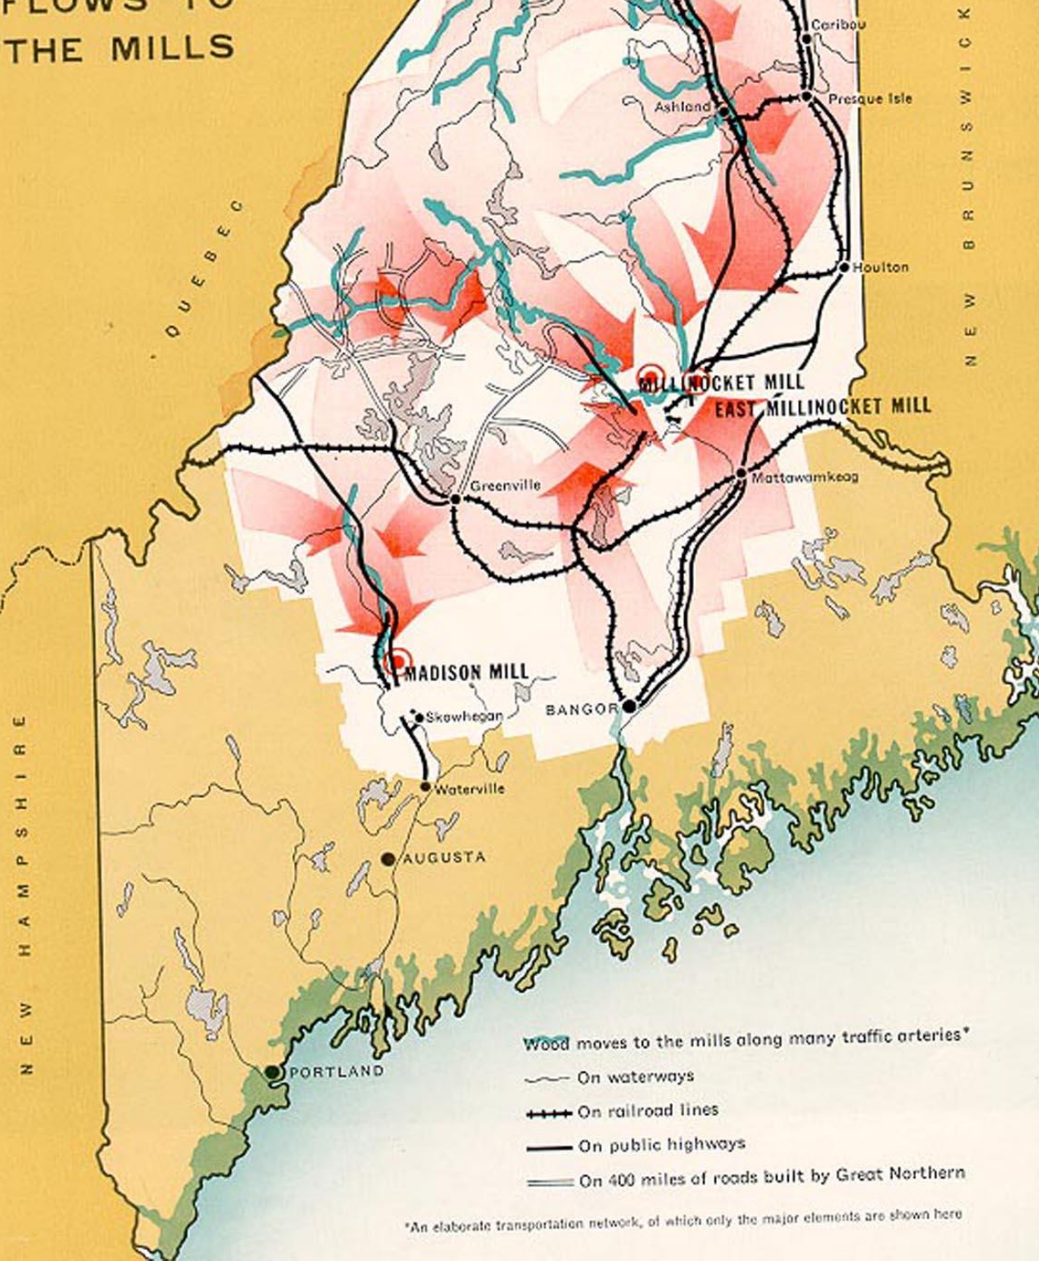 FLOWS TO
THE MILLS
Caribou
Presque Isle
Ashland
NEW BRUNSWICK
QUEBEC
Houlton
MILLINOCKET MILL
EAST MILLINOCKET MILL
Mattawamkeag
Greenville
MADISON MILL
BANGOR
Skowhegan
Waterville
AUGUSTA
NEW HAMPSHIRE
PORTLAND
Wood moves to the mills along many traffic arteries*
On waterways
On railroad lines
On public highways
On 400 miles of roads built by Great Northern
*An elaborate transportation network, of which only the major elements are shown here